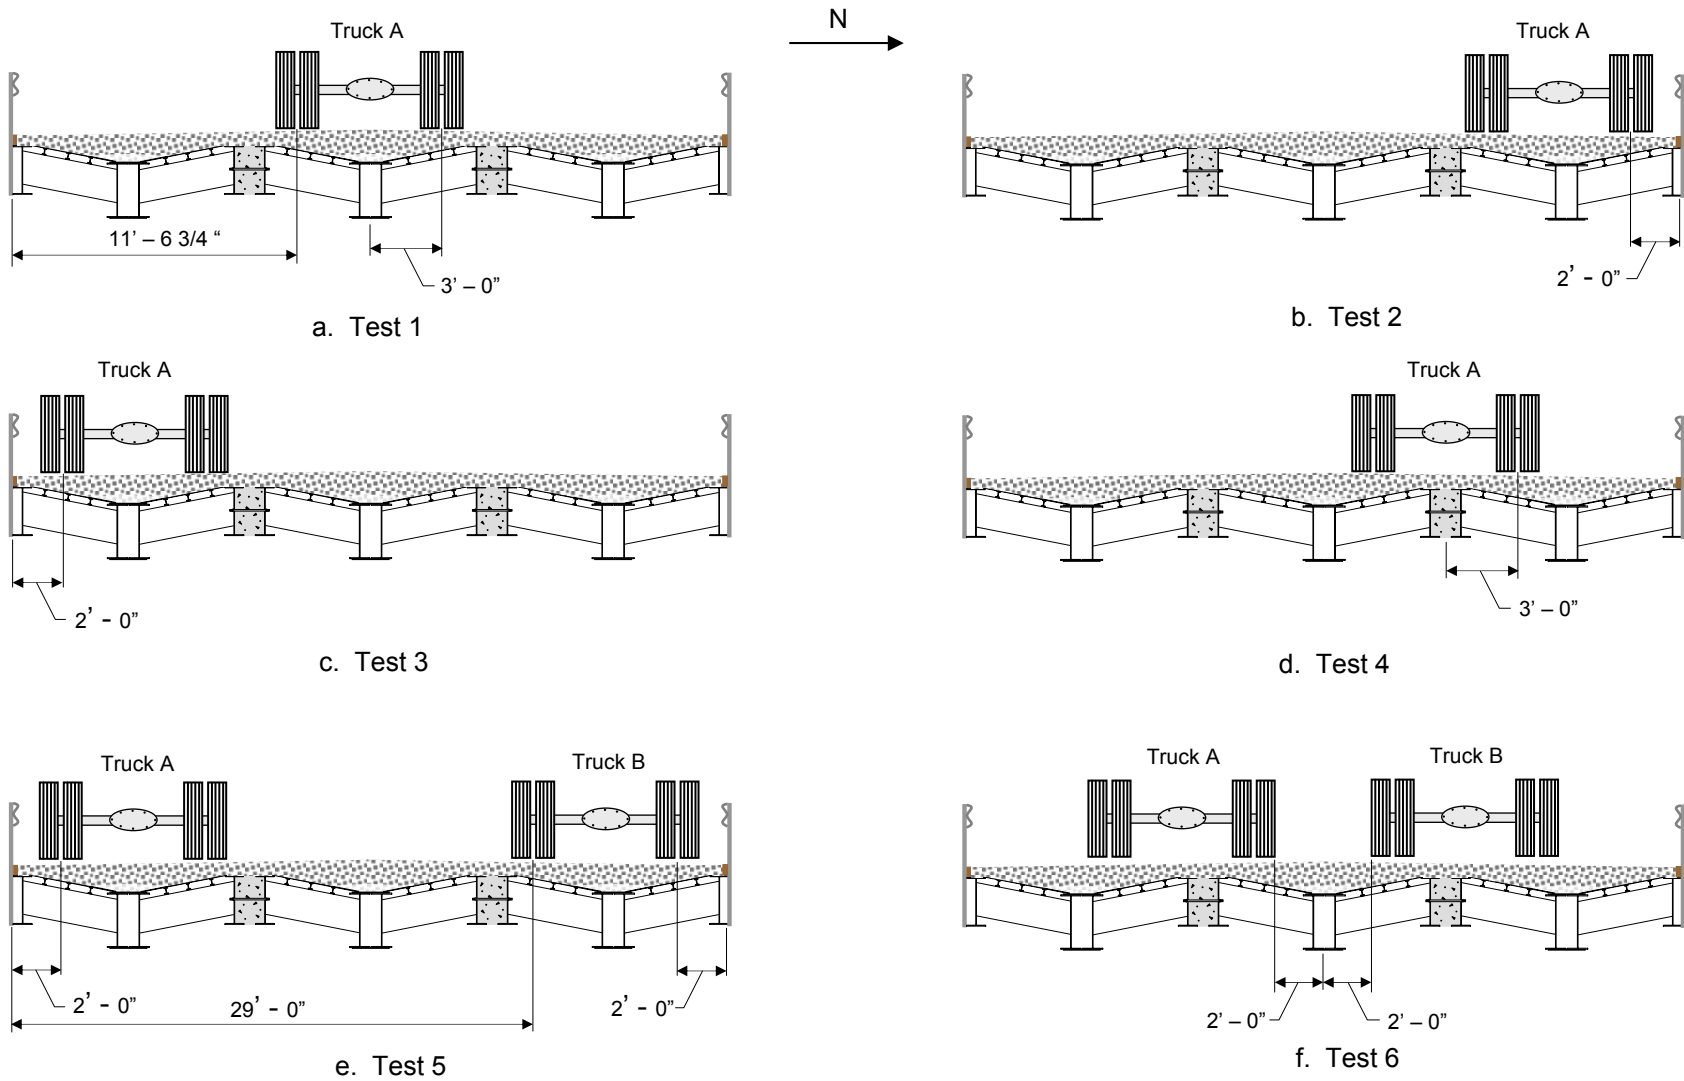 Truck A
N
Truck A
11’ – 6 3/4 “
3’ – 0”
2’ - 0”
a. Test 1
b. Test 2
Truck A
Truck A
2’ - 0”
3’ – 0”
c. Test 3
d. Test 4
Truck A
Truck B
Truck A
Truck B
2’ - 0”
29’ - 0”
2’ - 0”
2’ – 0”
2’ – 0”
e. Test 5
f. Test 6